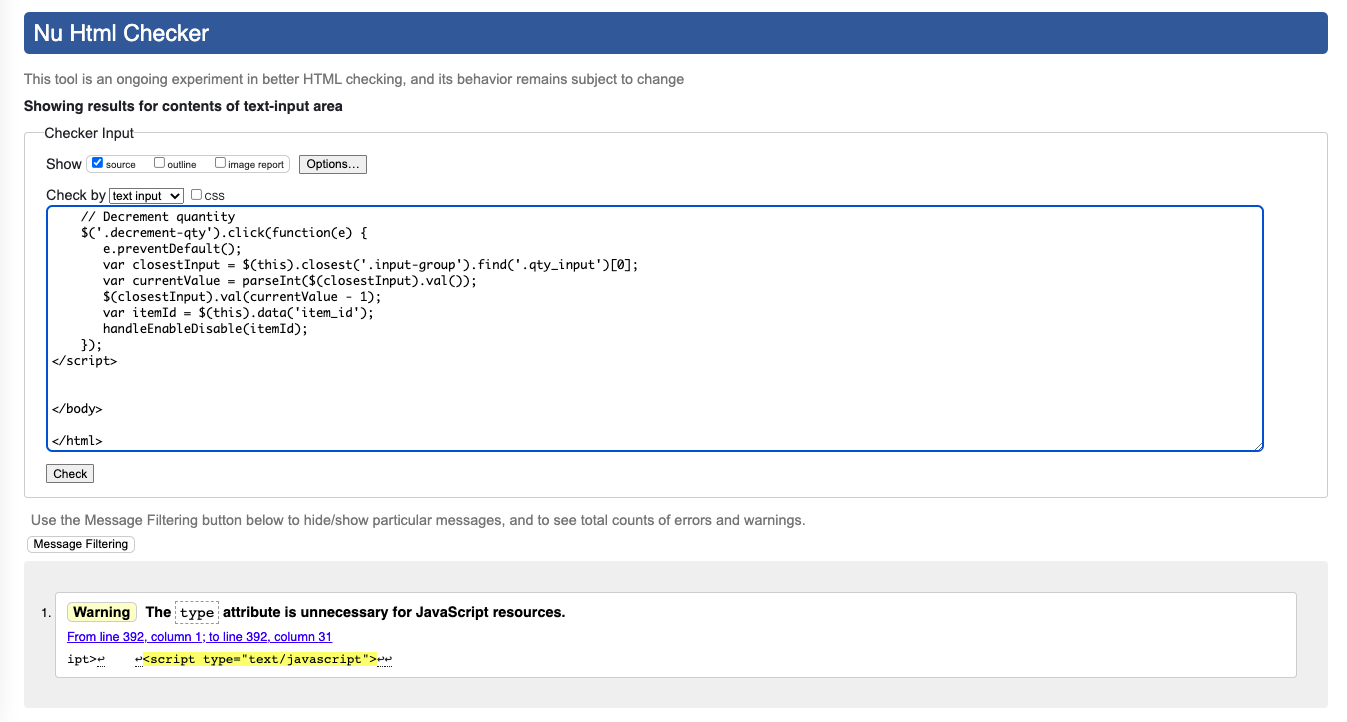 Nu Html Checker
This tool is an ongoing experiment in better HTML checking, and its behavior remains subject to change
Showing results for contents of text-input area
Checker Input
Show source outline image report Options...
Check by text input css
// Decrement quantity
$('.decrement-qty').click(function(e) {
e.preventDefault();
var closestInput = $(this).closest('.input-group').find('.qty_input')[0];
var currentValue = parseInt($(closestInput).val());
$(closestInput).val(currentValue - 1);
var itemId = $(this).data('item_id');
handleEnableDisable(itemId);
});
</script>
</body>
</html>
Check
Use the Message Filtering button below to hide/show particular messages, and to see total counts of errors and warnings.
Message Filtering
1. Warning The type attribute is unnecessary for JavaScript resources.
From line 392, column 1; to line 392, column 31
ipt>↩ ↩<script type="text/javascript">↩↩